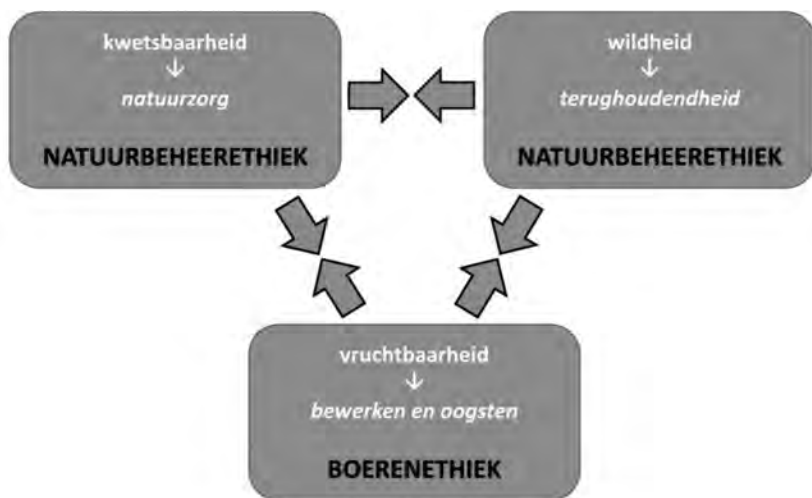 kwetsbaarheid
↓
natuurzorg
NATUURBEHEERETHIEK
wildheid
↓
terughoudendheid
NATUURBEHEERETHIEK
vruchtbaarheid
↓
bewerken en oogsten
BOERENETHIEK